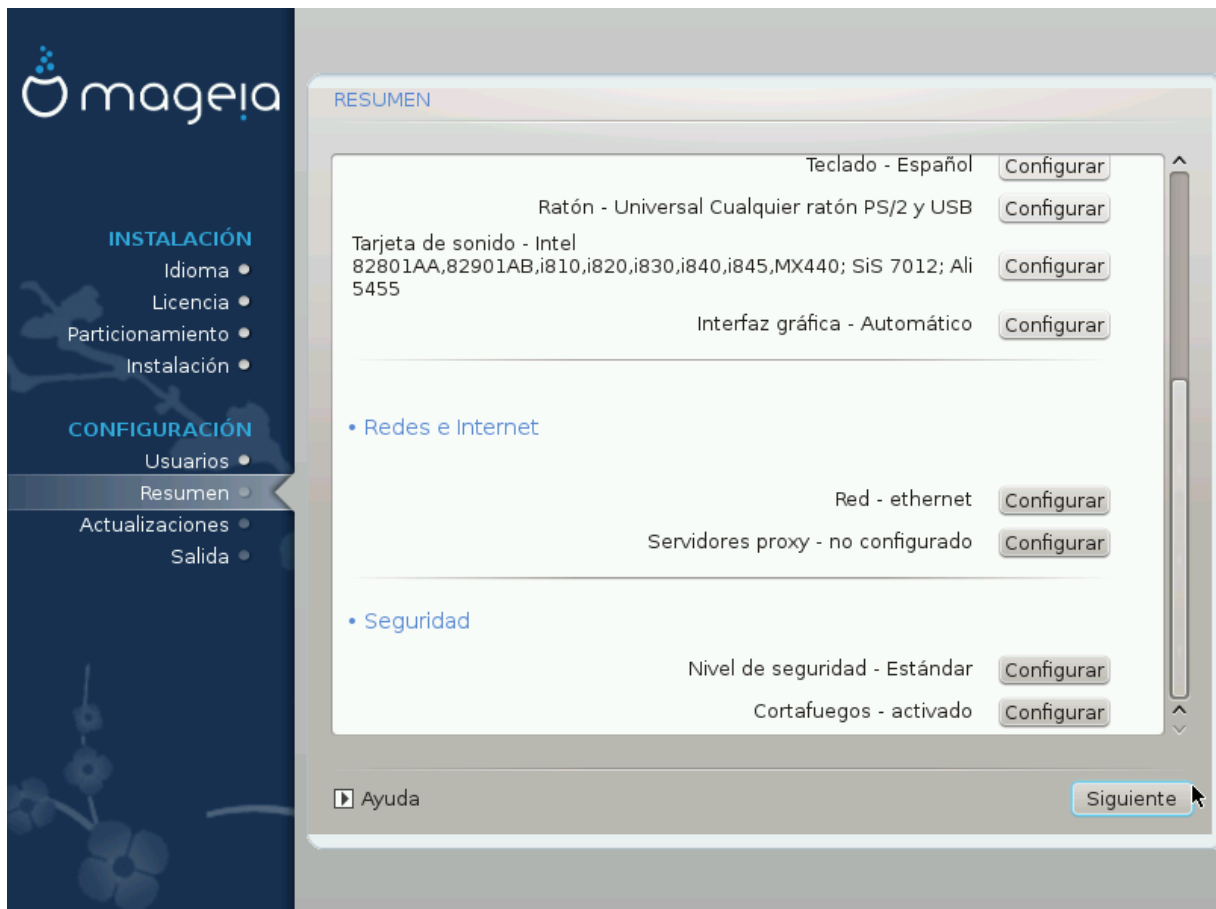 mageia
INSTALACIÓN
Idioma
Licencia
Particionamiento
Instalación
CONFIGURACIÓN
Usuarios
Resumen
Actualizaciones
Salida
RESUMEN
Teclado - Español Configurar
Ratón - Universal Cualquier ratón PS/2 y USB Configurar
Tarjeta de sonido - Intel
82801AA,82901AB,i810,i820,i830,i840,i845,MX440; SiS 7012; Ali Configurar
5455
Interfaz gráfica - Automático Configurar
• Redes e Internet
Red - ethernet Configurar
Servidores proxy - no configurado Configurar
• Seguridad
Nivel de seguridad - Estándar Configurar
Cortafuegos - activado Configurar
Ayuda
Siguiente